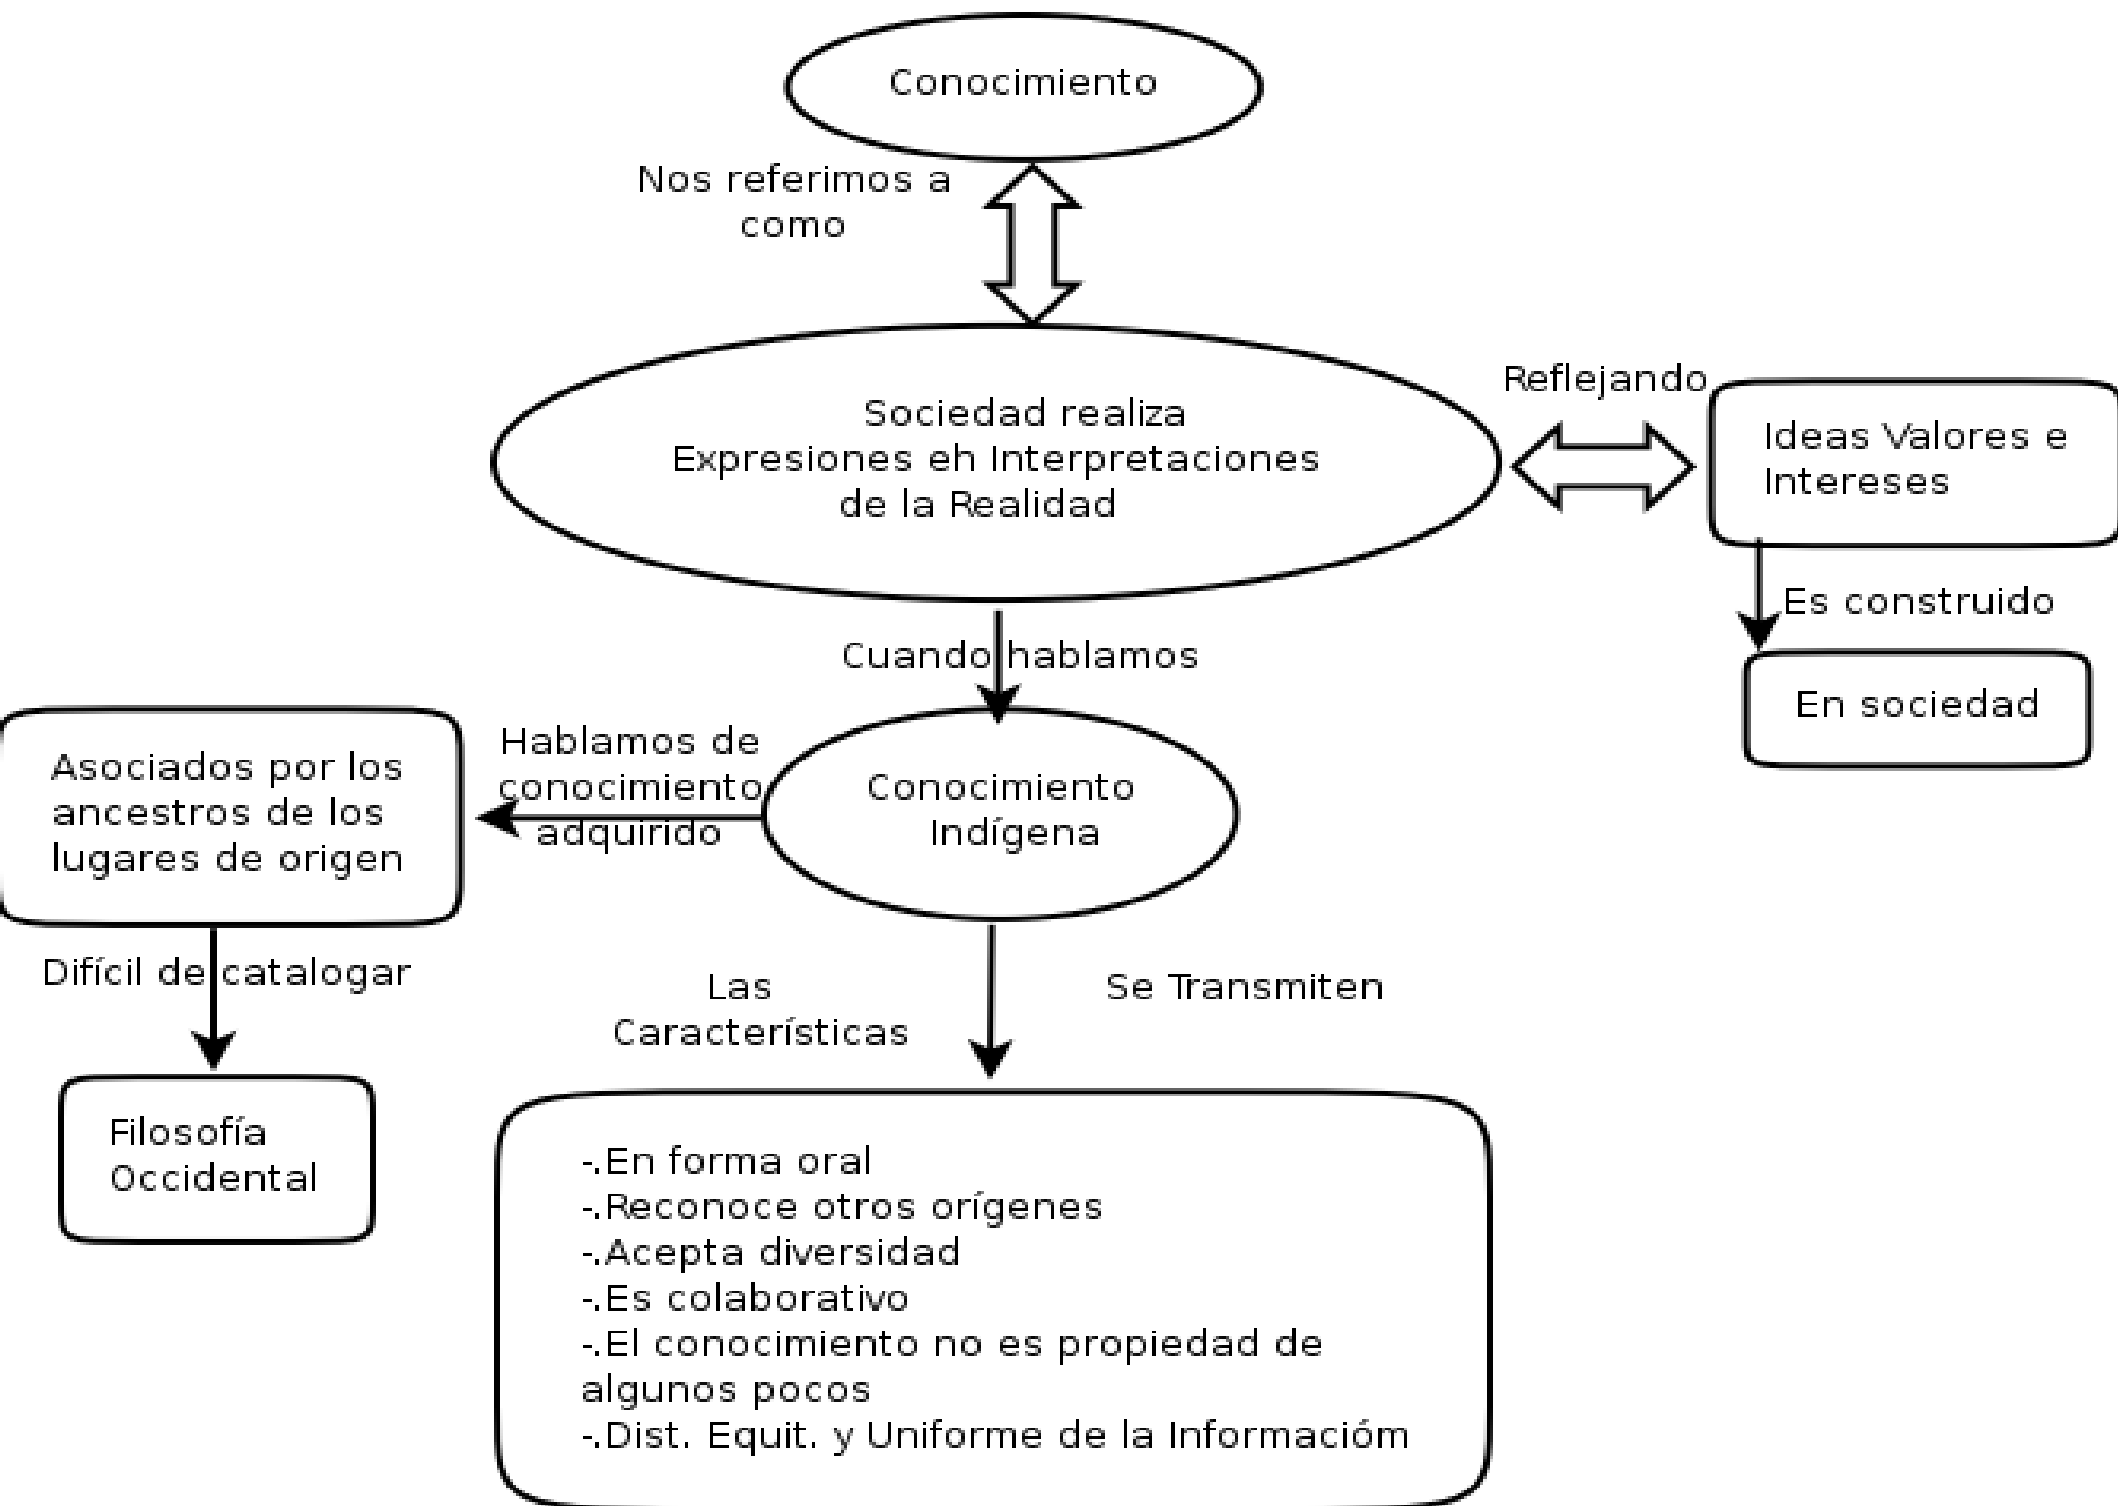 Conocimiento
Nos referimos a
como
Sociedad realiza
Expresiones eh Interpretaciones
de la Realidad
Reflejando
Ideas Valores e
Intereses
Es construido
En sociedad
Cuando hablamos
Conocimiento
Indígena
Hablamos de
conocimiento
adquirido
Asociados por los
ancestros de los
lugares de origen
Difícil de catalogar
Filosofía
Occidental
Las
Características
Se Transmiten
-.En forma oral
-.Reconoce otros orígenes
-.Acepta diversidad
-.Es colaborativo
-.El conocimiento no es propiedad de
algunos pocos
-.Dist. Equit. y Uniforme de la Informacióm